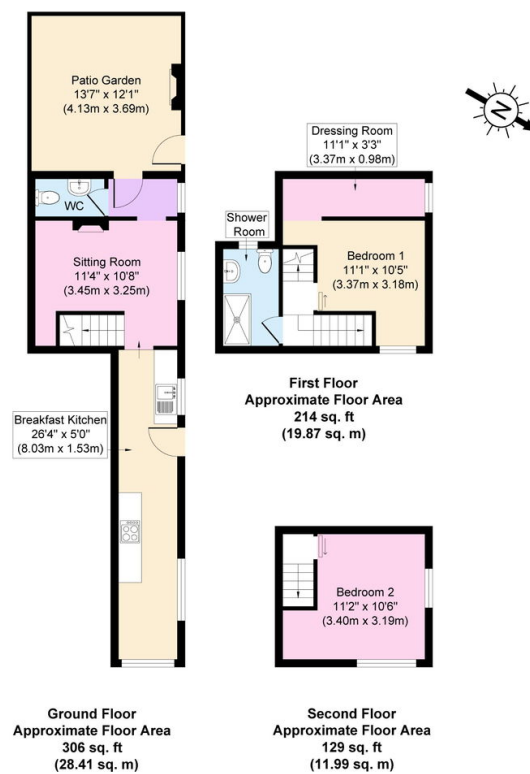 Patio Garden
13'7" x 12'1"
(4.13m x 3.69m)
N
WC
Sitting Room
11'4" x 10'8"
(3.45m x 3.25m)
Breakfast Kitchen
26'4" x 5'0"
(8.03m x 1.53m)
Ground Floor
Approximate Floor Area
306 sq. ft
(28.41 sq. m)
Dressing Room
11'1" x 3'3"
(3.37m x 0.98m)
Shower
Room
Bedroom 1
11'1" x 10'5"
(3.37m x 3.18m)
First Floor
Approximate Floor Area
214 sq. ft
(19.87 sq. m)
Bedroom 2
11'2" x 10'6"
(3.40m x 3.19m)
Second Floor
Approximate Floor Area
129 sq. ft
(11.99 sq. m)